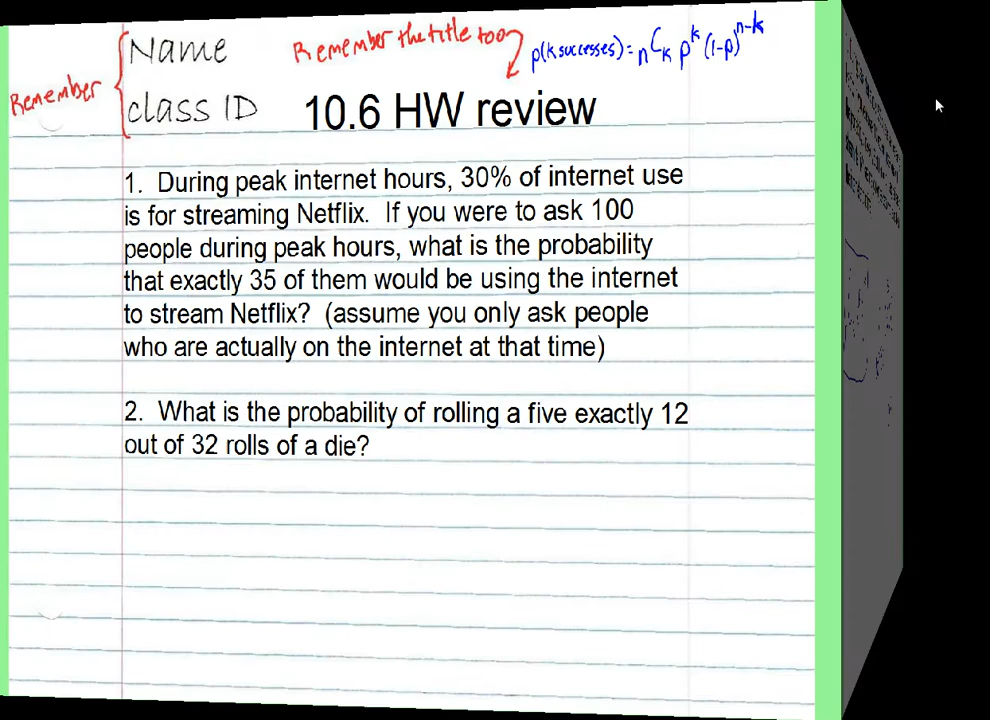 Name
Remember the title too
p(k successes) = nCk p^k (1-p)^n-k
Remember
class ID
10.6 HW review
1. During peak internet hours, 30% of internet use
is for streaming Netflix. If you were to ask 100
people during peak hours, what is the probability
that exactly 35 of them would be using the internet
to stream Netflix? (assume you only ask people
who are actually on the internet at that time)
2. What is the probability of rolling a five exactly 12
out of 32 rolls of a die?